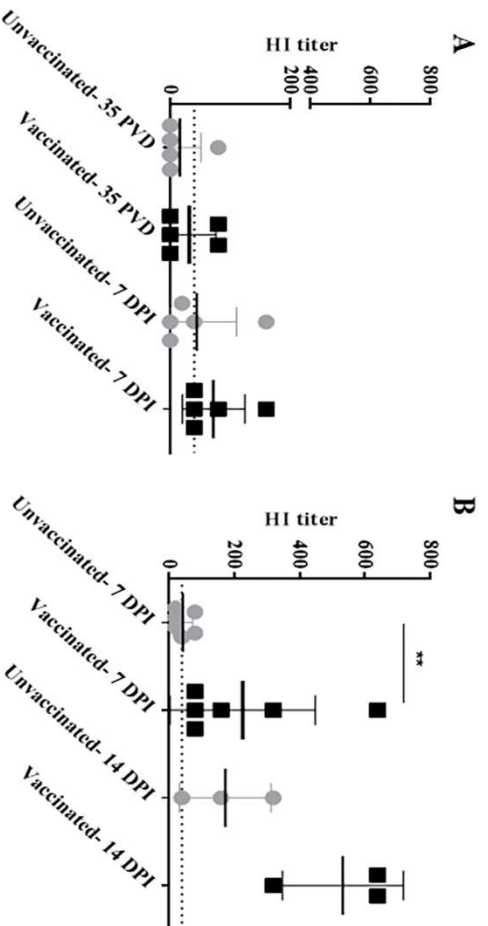 A
HI titer
800
600
400
200
0
Unvaccinated- 35 PVD
Vaccinated- 35 PVD
Unvaccinated- 7 DPI
Vaccinated- 7 DPI
B
HI titer
800
600
400
200
0
**
Unvaccinated- 7 DPI
Vaccinated- 7 DPI
Unvaccinated- 14 DPI
Vaccinated- 14 DPI